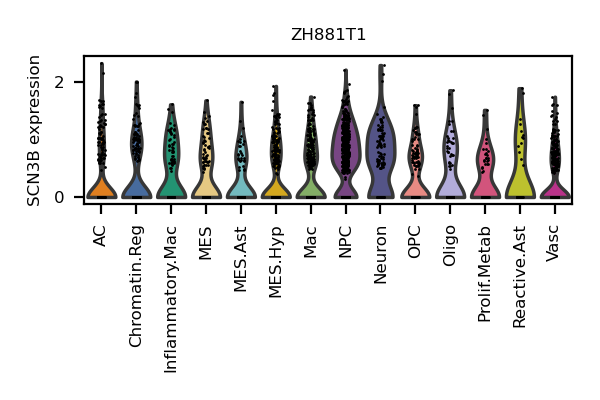 ZH881T1
SCN3B expression
2
0
AC
Chromatin.Reg
Inflammatory.Mac
MES
MES.Ast
MES.Hyp
Mac
NPC
Neuron
OPC
Oligo
Prolif.Metab
Reactive.Ast
Vasc